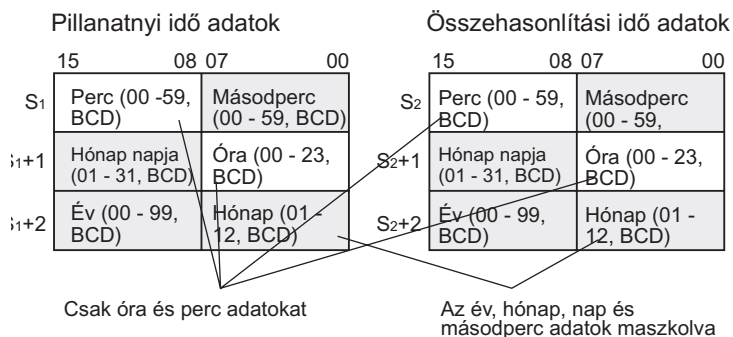 Pillanatnyi idő adatok
Összehasonlítási idő adatok
15 08 07 00
15 08 07 00
S1
Perc (00 -59,
BCD)
Másodperc
(00 - 59, BCD)
S2
Perc (00 - 59,
BCD)
Másodperc
(00 - 59,
S1+1
Hónap napja
(01 - 31, BCD)
Óra (00 - 23,
BCD)
S2+1
Hónap napja
(01 - 31, BCD)
Óra (00 - 23,
BCD)
S1+2
Év (00 - 99,
BCD)
Hónap (01 -
12, BCD)
S2+2
Év (00 - 99,
BCD)
Hónap (01 -
12, BCD)
Csak óra és perc adatokat
Az év, hónap, nap és
másodperc adatok maszkolva